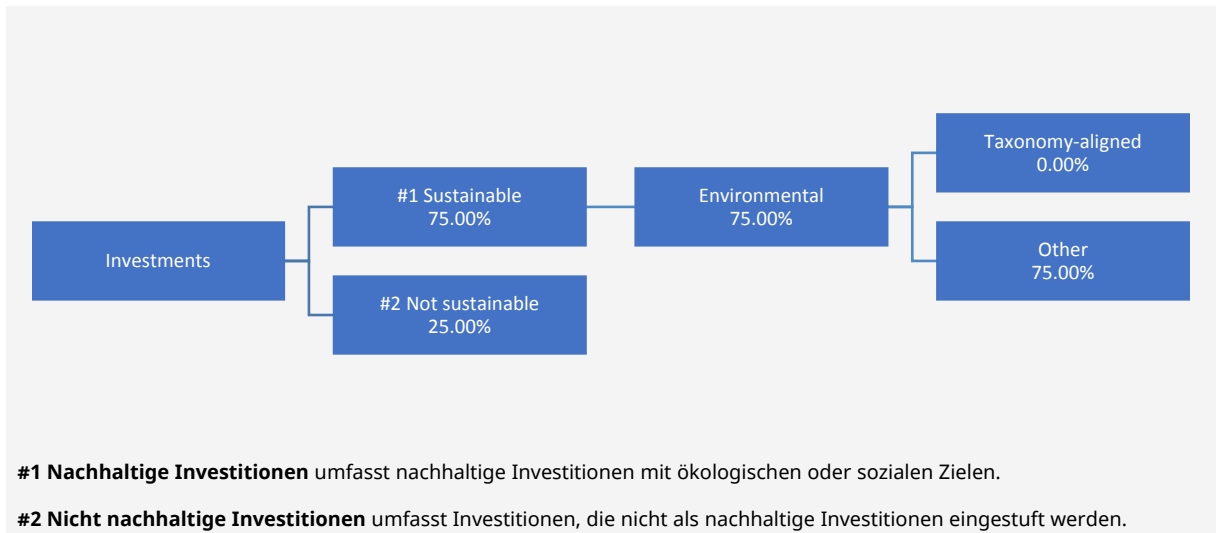 Investments
#1 Sustainable
75.00%
#2 Not sustainable
25.00%
Environmental
75.00%
Taxonomy-aligned
0.00%
Other
75.00%
#1 Nachhaltige Investitionen umfasst nachhaltige Investitionen mit ökologischen oder sozialen Zielen.
#2 Nicht nachhaltige Investitionen umfasst Investitionen, die nicht als nachhaltige Investitionen eingestuft werden.